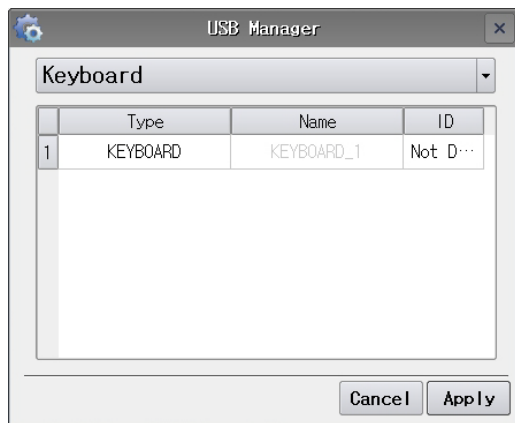 USB Manager
Keyboard
Type Name ID
1 KEYBOARD KEYBOARD_1 Not D…
Cancel Apply